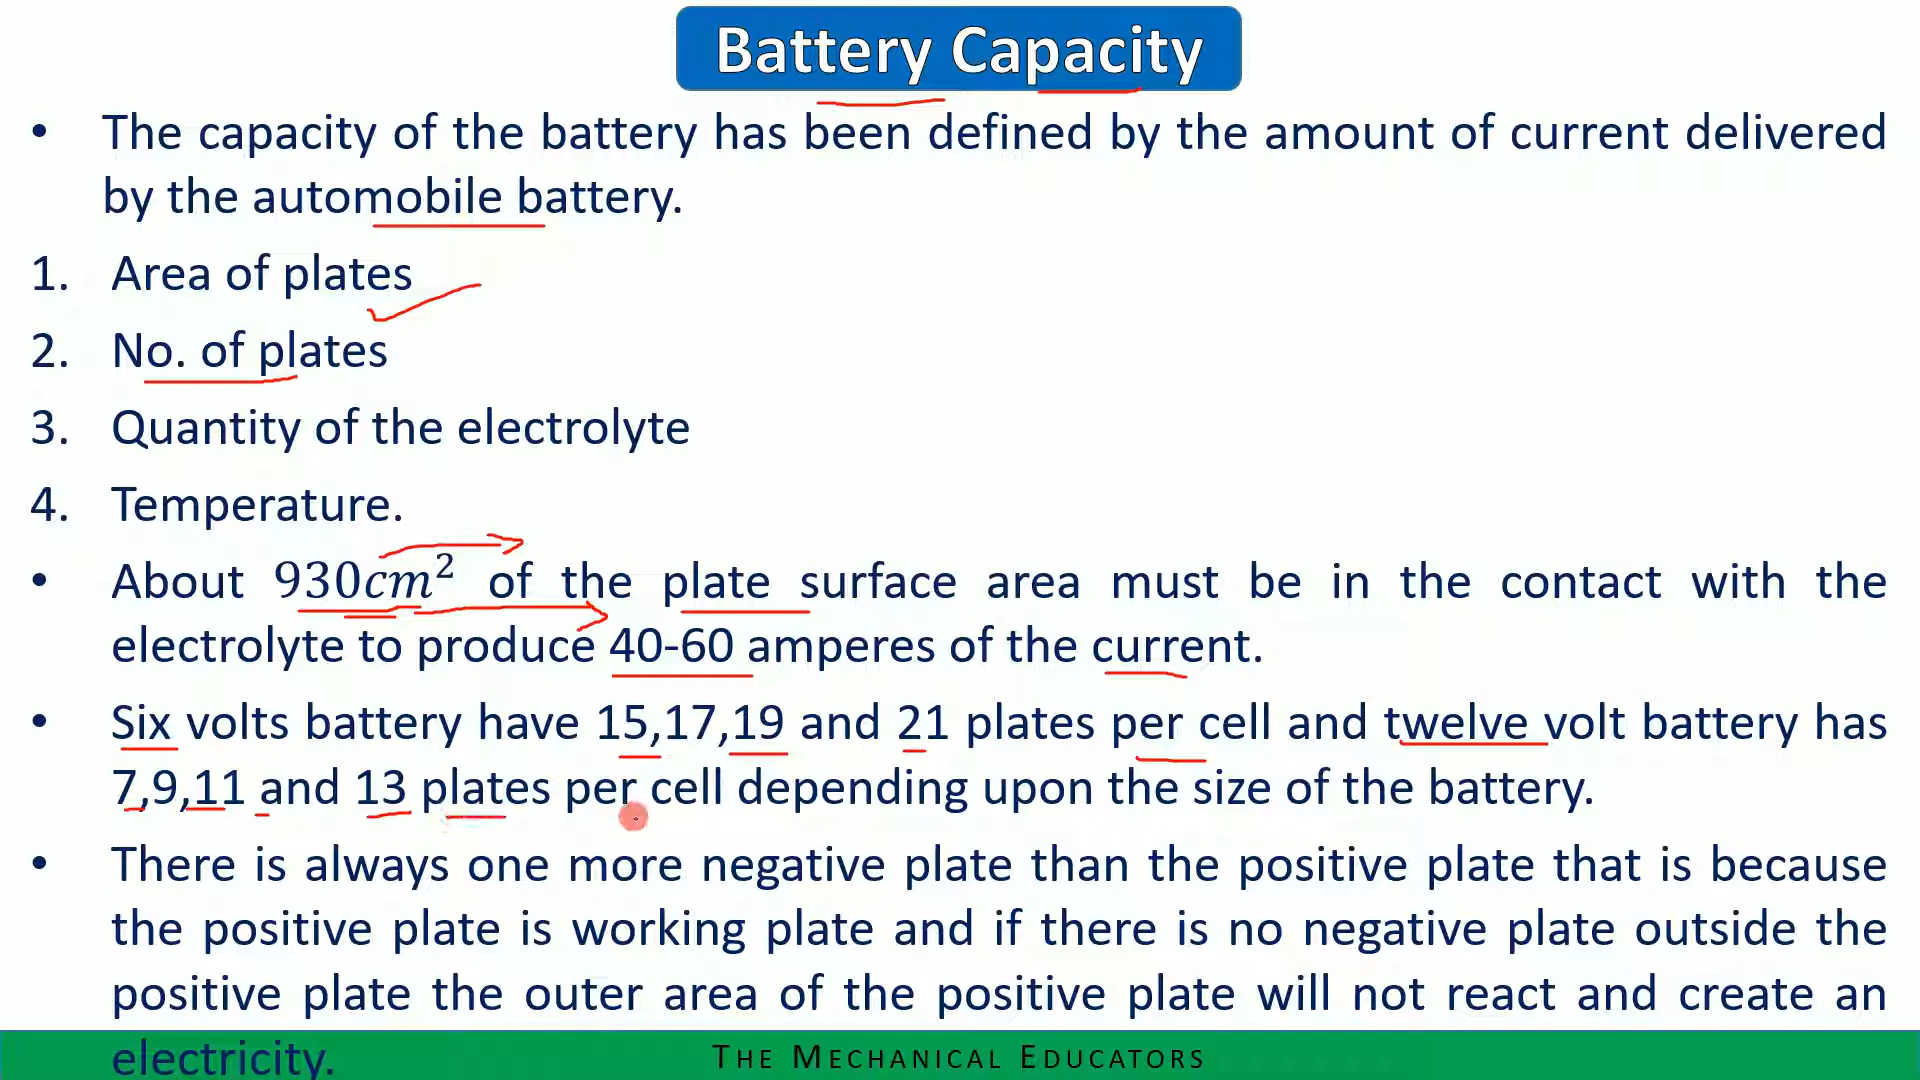 Battery Capacity
• The capacity of the battery has been defined by the amount of current delivered
by the automobile battery.
1. Area of plates
2. No. of plates
3. Quantity of the electrolyte
4. Temperature.
• About 930cm² of the plate surface area must be in the contact with the
electrolyte to produce 40-60 amperes of the current.
• Six volts battery have 15,17,19 and 21 plates per cell and twelve volt battery has
7,9,11 and 13 plates per cell depending upon the size of the battery.
• There is always one more negative plate than the positive plate that is because
the positive plate is working plate and if there is no negative plate outside the
positive plate the outer area of the positive plate will not react and create an
electricity.
THE MECHANICAL EDUCATORS